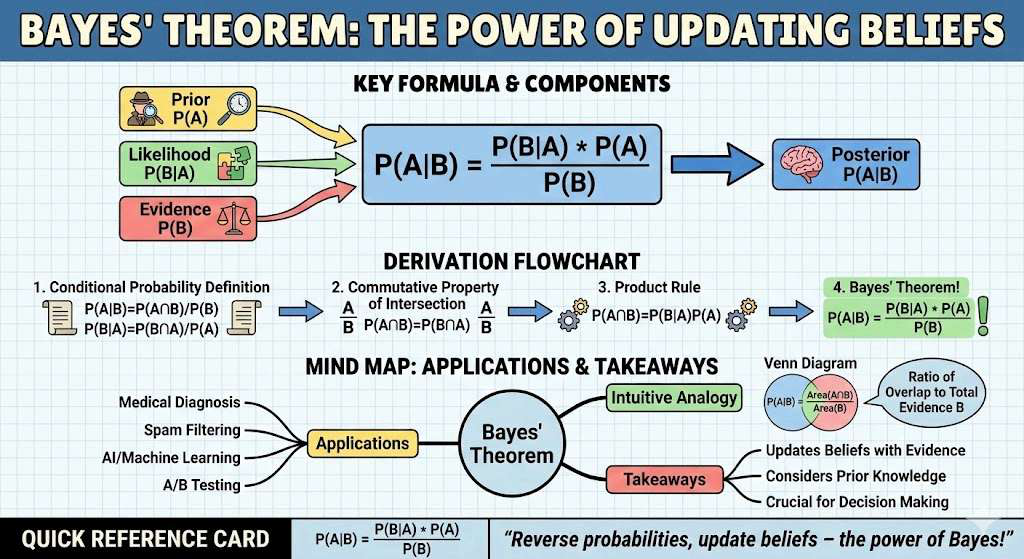 BAYES' THEOREM: THE POWER OF UPDATING BELIEFS
KEY FORMULA & COMPONENTS
Prior
P(A)
Likelihood
P(B|A)
Evidence
P(B)
P(A|B) = P(B|A) * P(A) / P(B)
Posterior
P(A|B)
DERIVATION FLOWCHART
1. Conditional Probability Definition
P(A|B)=P(A∩B)/P(B)
P(B|A)=P(B∩A)/P(A)
2. Commutative Property
of Intersection
A
B
P(A∩B)=P(B∩A)
A
B
3. Product Rule
P(A∩B)=P(B|A)P(A)
4. Bayes' Theorem!
P(A|B) = P(B|A) * P(A) / P(B)
!
MIND MAP: APPLICATIONS & TAKEAWAYS
Medical Diagnosis
Spam Filtering
AI/Machine Learning
A/B Testing
Applications
Bayes'
Theorem
Intuitive Analogy
Venn Diagram
P(A|B) = Area(A∩B) / Area(B)
Ratio of
Overlap to Total
Evidence B
Takeaways
Updates Beliefs with Evidence
Considers Prior Knowledge
Crucial for Decision Making
QUICK REFERENCE CARD
P(A|B) = P(B|A) * P(A) / P(B)
“Reverse probabilities, update beliefs – the power of Bayes!”